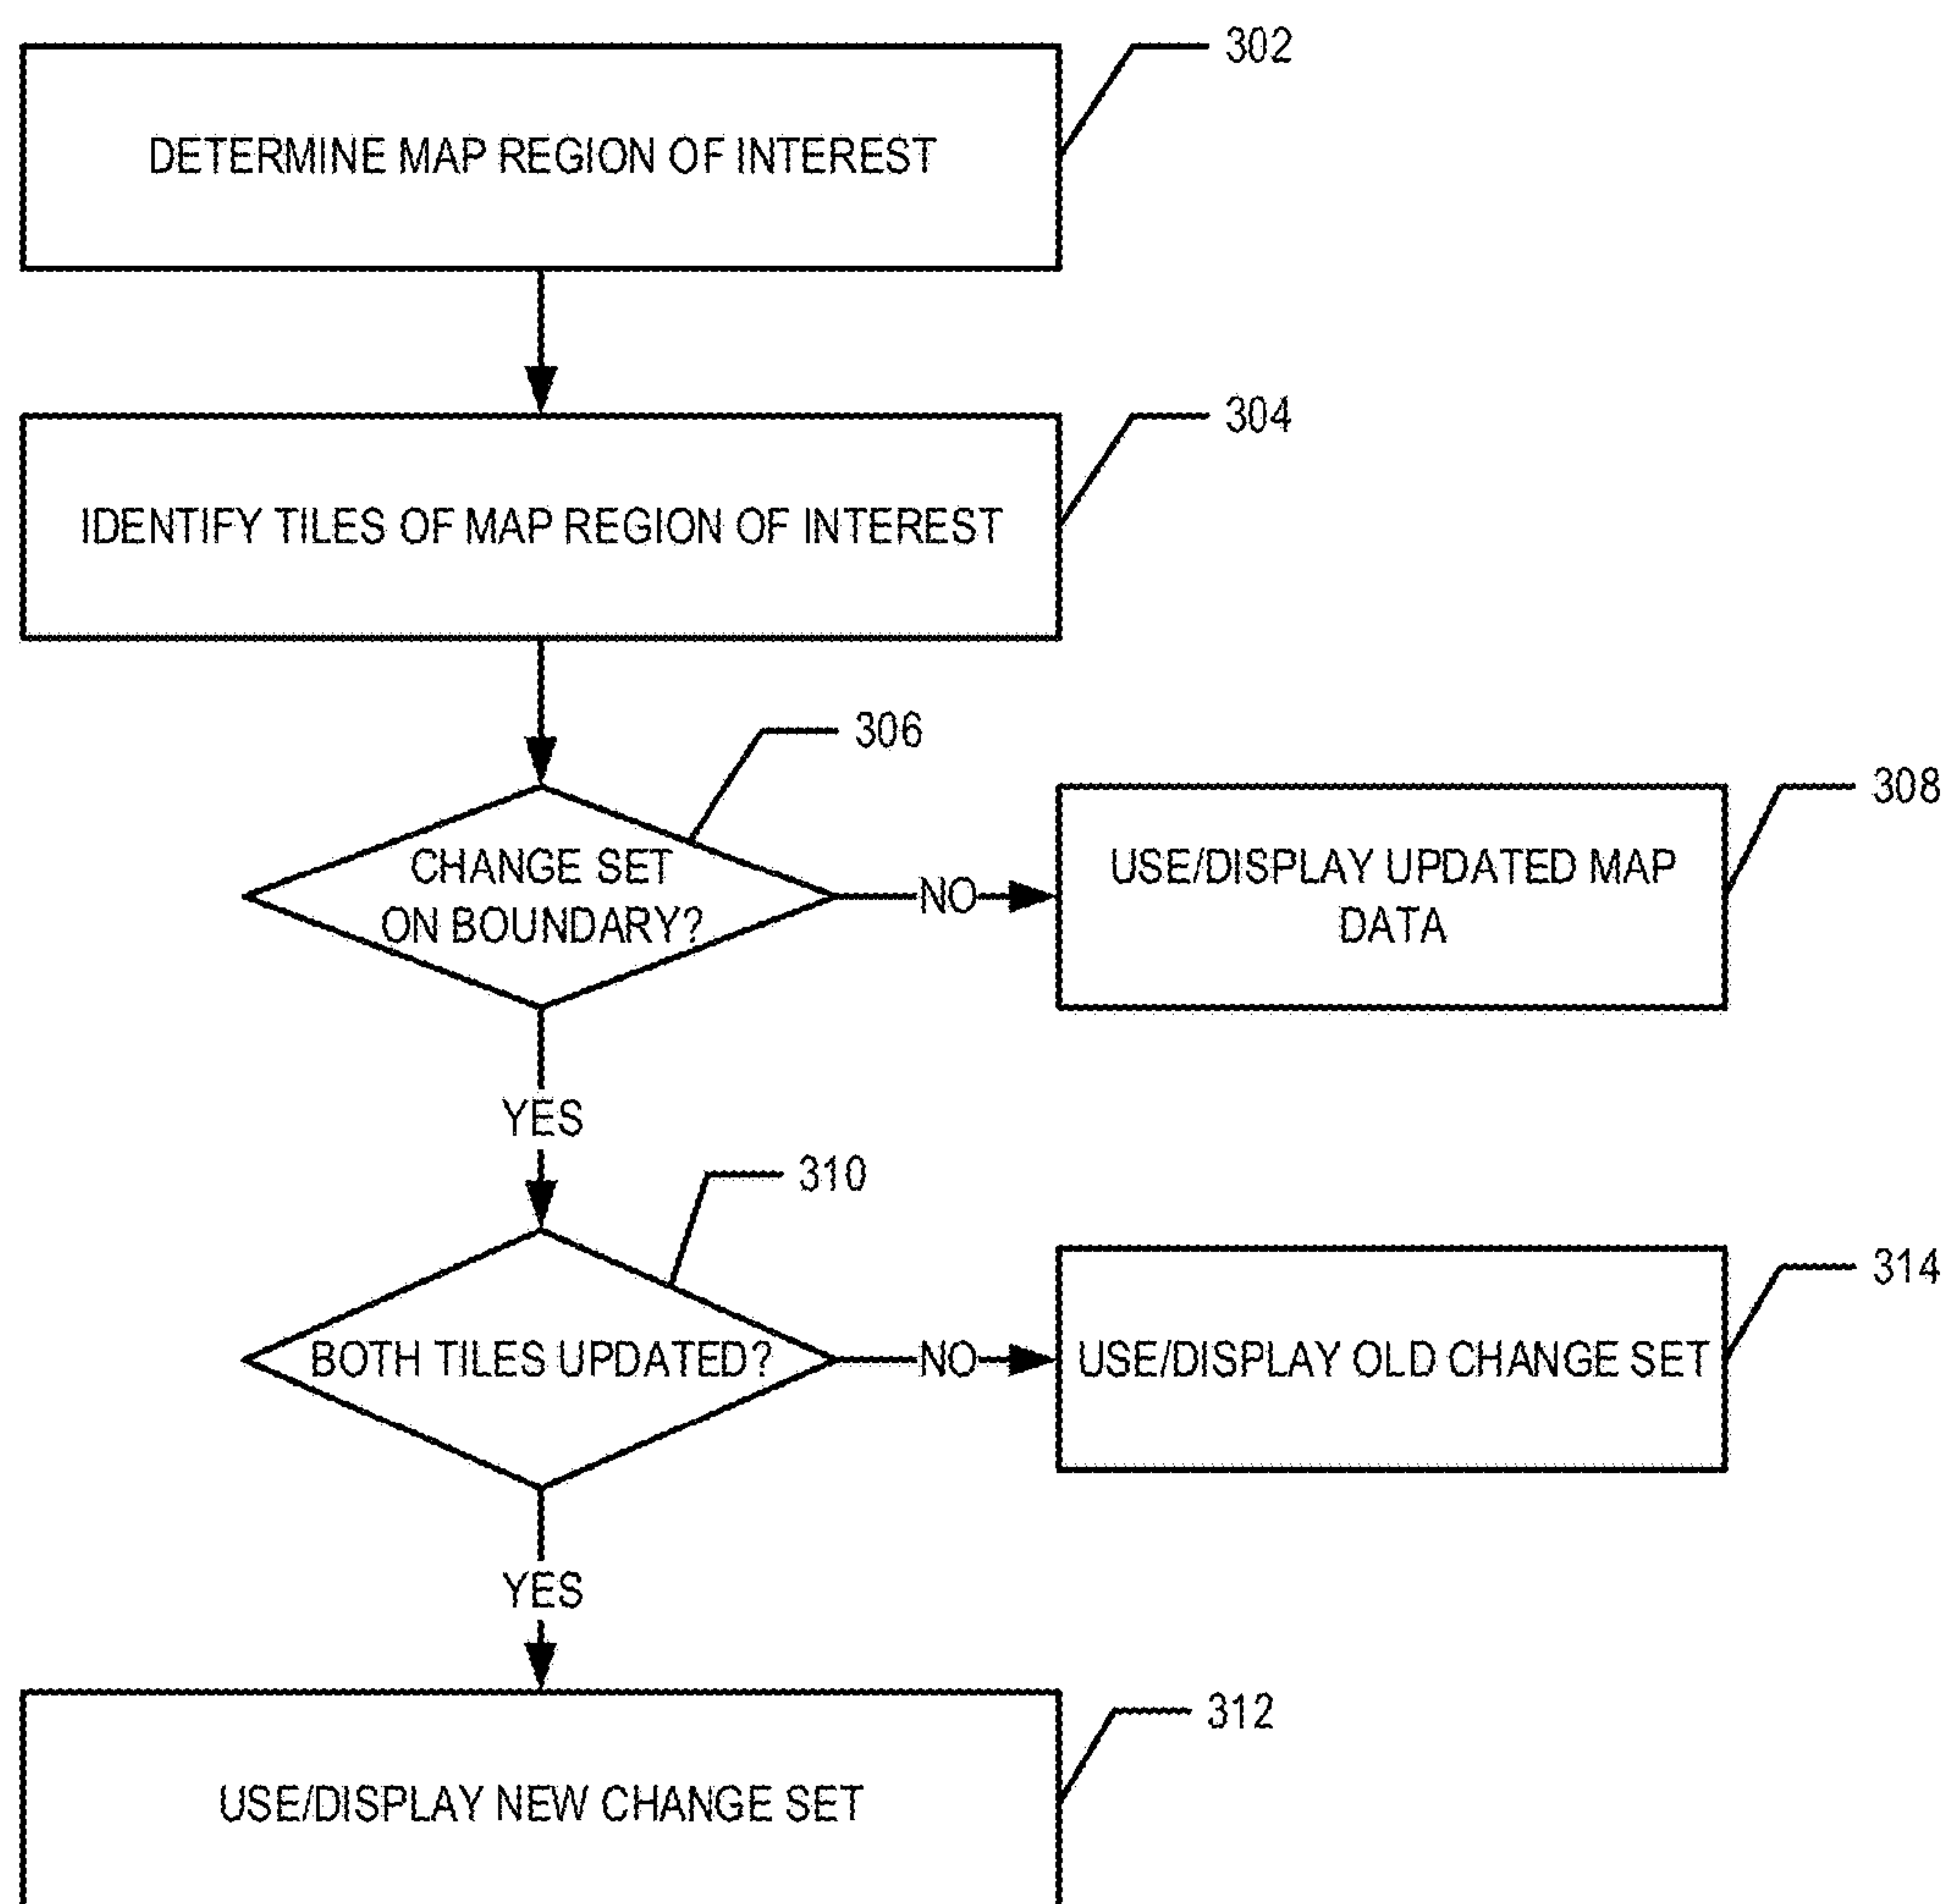 302
DETERMINE MAP REGION OF INTEREST
304
IDENTIFY TILES OF MAP REGION OF INTEREST
306
308
CHANGE SET
ON BOUNDARY?
NO
USE/DISPLAY UPDATED MAP
DATA
YES
310
314
BOTH TILES UPDATED?
NO
USE/DISPLAY OLD CHANGE SET
YES
312
USE/DISPLAY NEW CHANGE SET